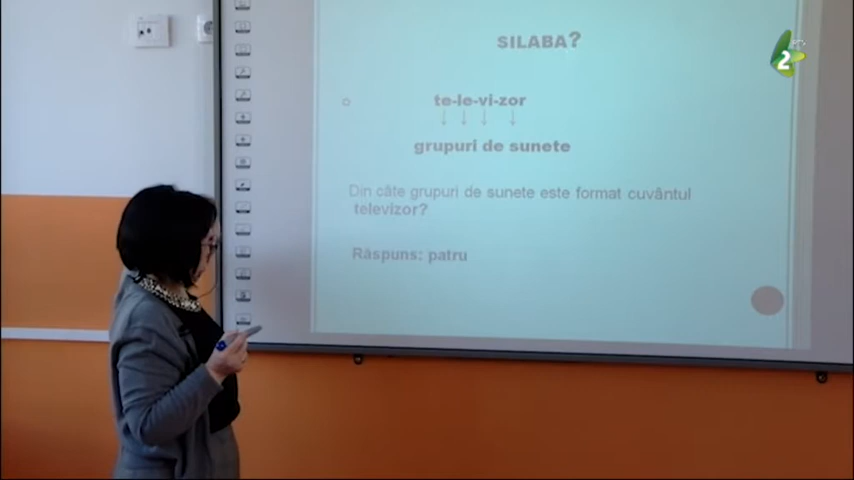 SILABA?
te-le-vi-zor
grupuri de sunete
Din câte grupuri de sunete este format cuvântul
televizor?
Răspuns: patru
2